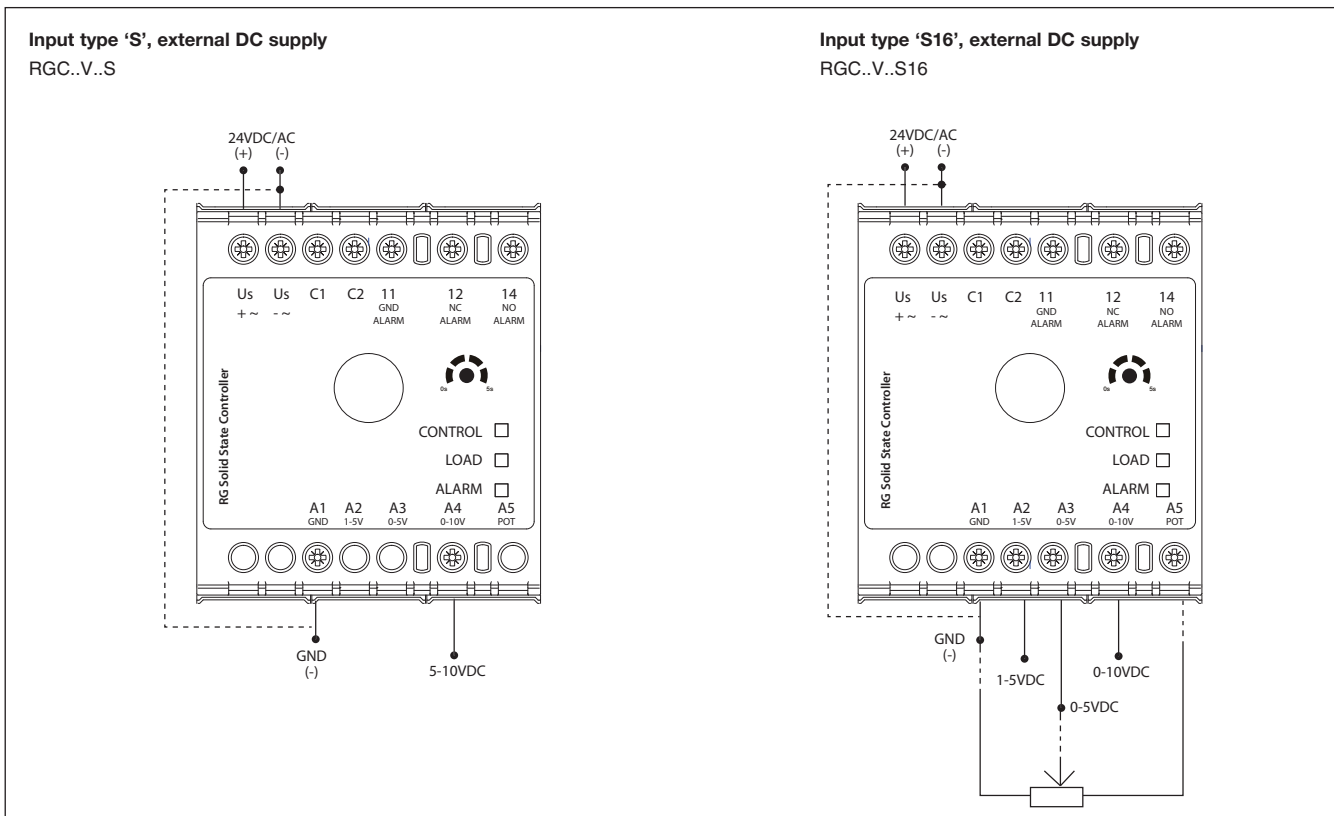 Input type ‘S’, external DC supply
RGC..V..S
24VDC/AC
(+) (-)
Us Us C1 C2 11 12 14
+ ~ - ~ GND NC NO
ALARM ALARM ALARM
0s 5s
RG Solid State Controller
CONTROL
LOAD
ALARM
A1 A2 A3 A4 A5
GND 1-5V 0-5V 0-10V POT
GND
(-)
5-10VDC
Input type ‘S16’, external DC supply
RGC..V..S16
24VDC/AC
(+) (-)
Us Us C1 C2 11 12 14
+ ~ - ~ GND NC NO
ALARM ALARM ALARM
0s 5s
RG Solid State Controller
CONTROL
LOAD
ALARM
A1 A2 A3 A4 A5
GND 1-5V 0-5V 0-10V POT
GND
(-)
1-5VDC
0-10VDC
0-5VDC